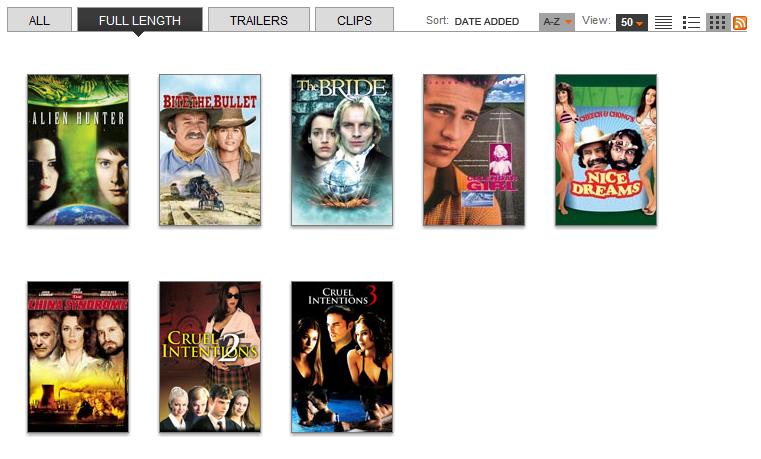 ALL
FULL LENGTH
TRAILERS
CLIPS
Sort: DATE ADDED
A-Z
View:
50
ALIEN HUNTER
BITE THE BULLET
The BRIDE
CALENDAR
GIRL
CHEECH & CHONG'S
NICE
DREAMS
The
CHINA SYNDROME
CRUEL
INTENTIONS
2
CRUEL
INTENTIONS 3